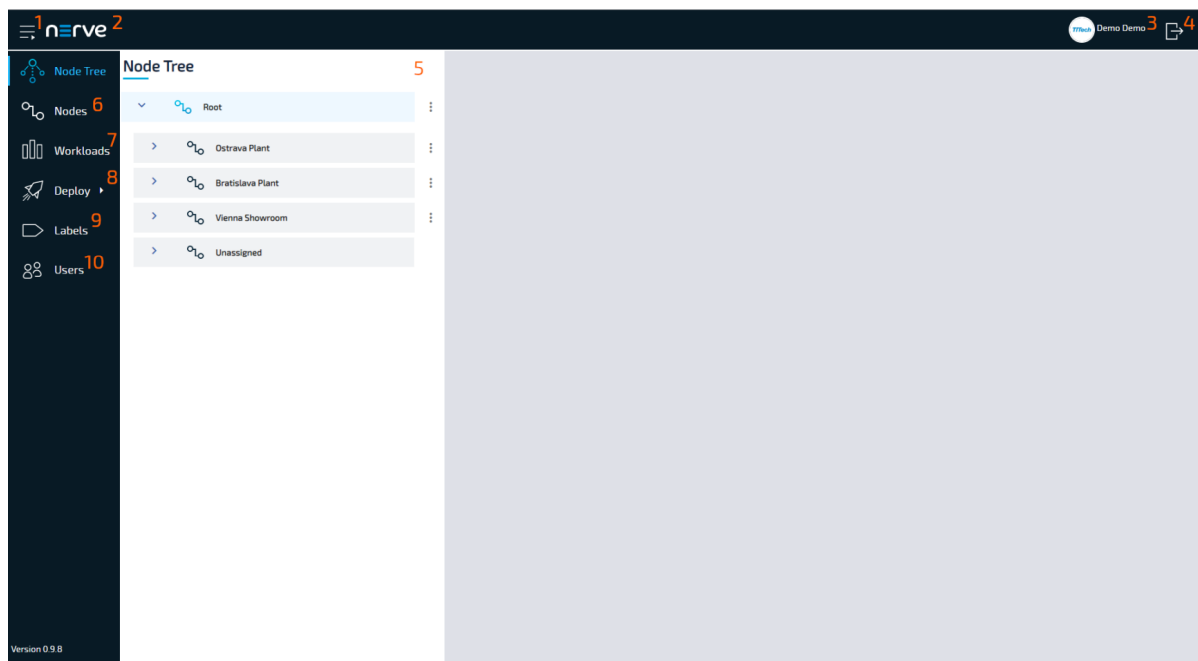 1 nerve 2
TTTech Demo Demo 3 4
Node Tree
Nodes 6
Workloads 7
Deploy 8
Labels 9
Users 10
Version 0.9.8
Node Tree 5
Root
Ostrava Plant
Bratislava Plant
Vienna Showroom
Unassigned